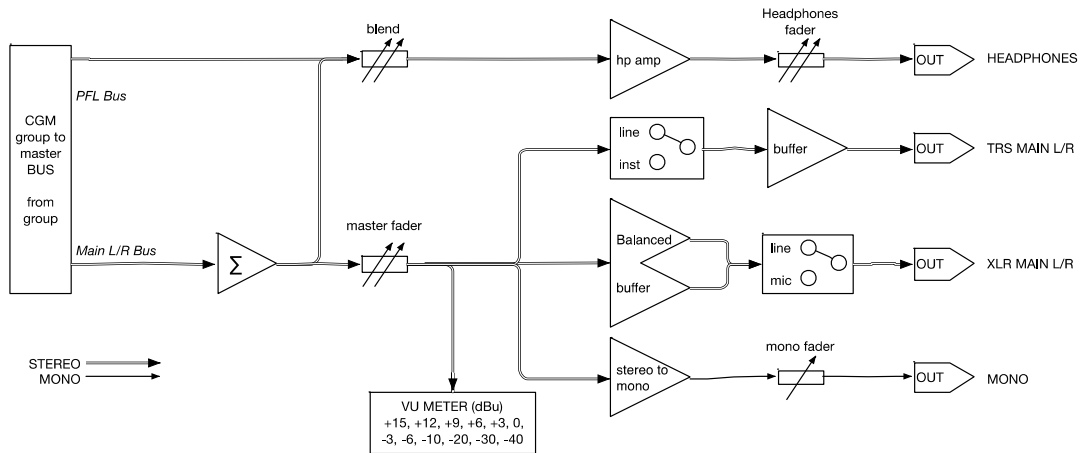 blend
Headphones
fader
hp amp
OUT
HEADPHONES
PFL Bus
CGM
group to
master
BUS
from
group
line
inst
buffer
OUT
TRS MAIN L/R
Main L/R Bus
Σ
master fader
Balanced
buffer
line
mic
OUT
XLR MAIN L/R
STEREO
MONO
stereo to
mono
mono fader
OUT
MONO
VU METER (dBu)
+15, +12, +9, +6, +3, 0,
-3, -6, -10, -20, -30, -40